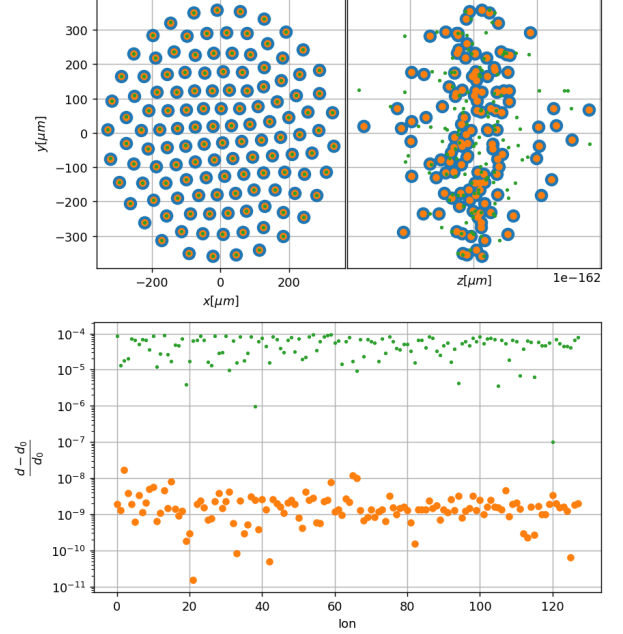 300
200
100
0
−100
−200
−300
y[μm]
−200 0 200
x[μm]
z[μm]
1e−162
10⁻⁴
10⁻⁵
10⁻⁶
10⁻⁷
10⁻⁸
10⁻⁹
10⁻¹⁰
10⁻¹¹
d − d₀
d₀
0 20 40 60 80 100 120
Ion